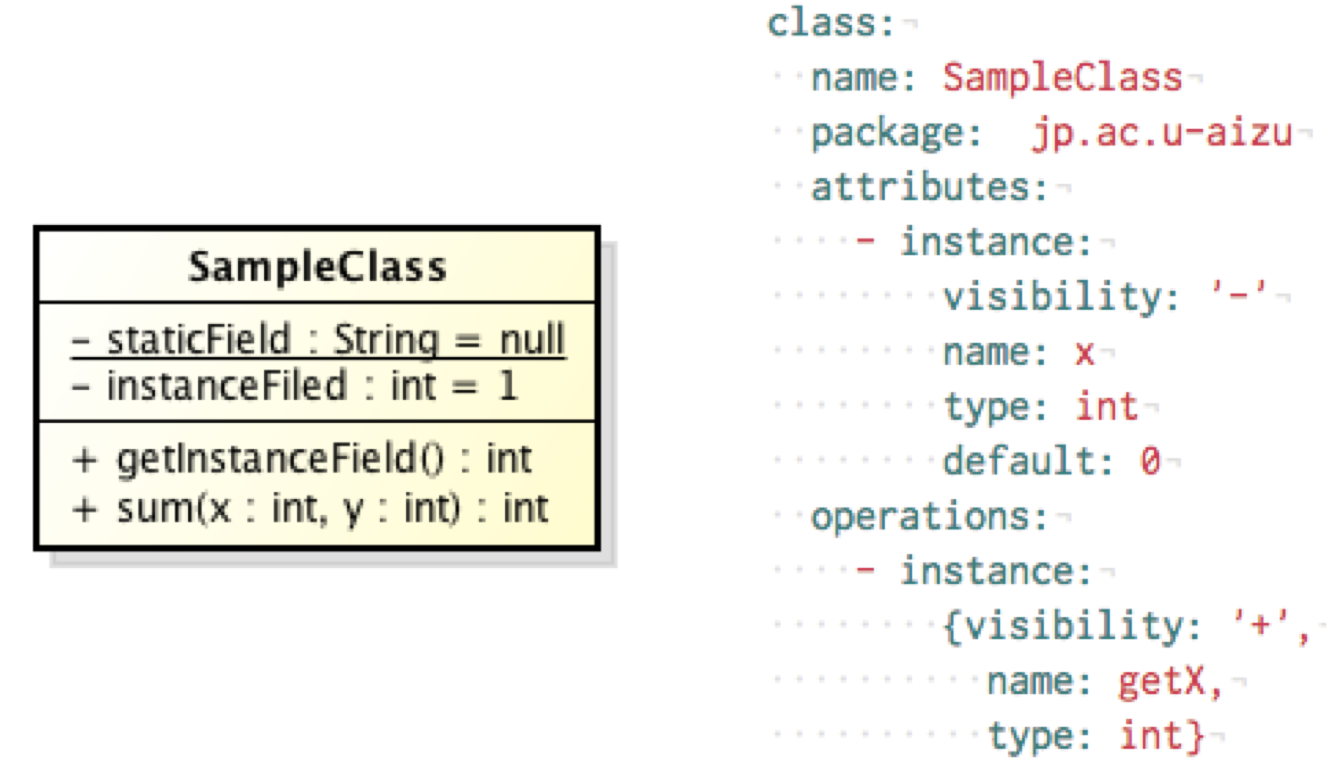 SampleClass
- staticField : String = null
- instanceFiled : int = 1
+ getInstanceField() : int
+ sum(x : int, y : int) : int
class:
name: SampleClass
package:  jp.ac.u-aizu
attributes:
- instance:
visibility: '-'
name: x
type: int
default: 0
operations:
- instance:
{visibility: '+',
name: getX,
type: int}